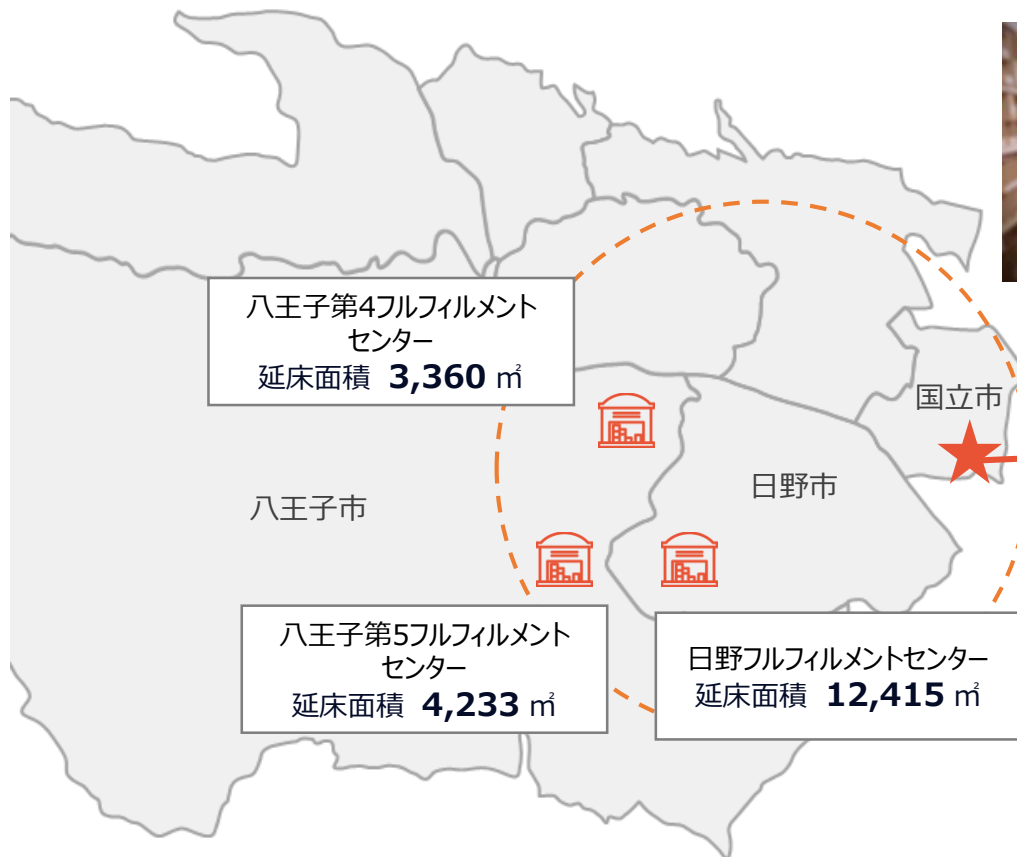 八王子第4フルフィルメント
センター
延床面積 3,360 ㎡
国立市
日野市
八王子市
八王子第5フルフィルメント
センター
延床面積 4,233 ㎡
日野フルフィルメントセンター
延床面積 12,415 ㎡